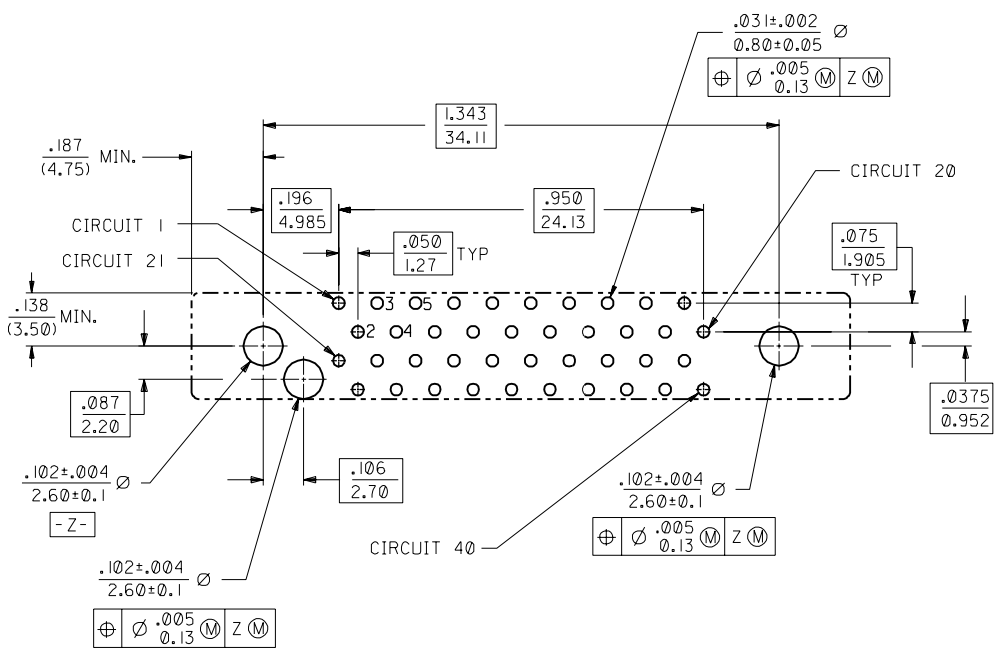 .031±.002
0.80±0.05 Ø
⌖ Ø .005 Ⓜ Z Ⓜ
0.13
1.343
34.11
.187 MIN.
(4.75)
CIRCUIT 20
.196
4.985
.950
24.13
CIRCUIT 1
.050 TYP
1.27
.075
1.905
TYP
CIRCUIT 21
.138 MIN.
(3.50)
3 5
2 4
.087
2.20
.0375
0.952
.102±.004
2.60±0.1 Ø
-Z-
.106
2.70
.102±.004
2.60±0.1 Ø
⌖ Ø .005 Ⓜ Z Ⓜ
0.13
CIRCUIT 40
.102±.004
2.60±0.1 Ø
⌖ Ø .005 Ⓜ Z Ⓜ
0.13